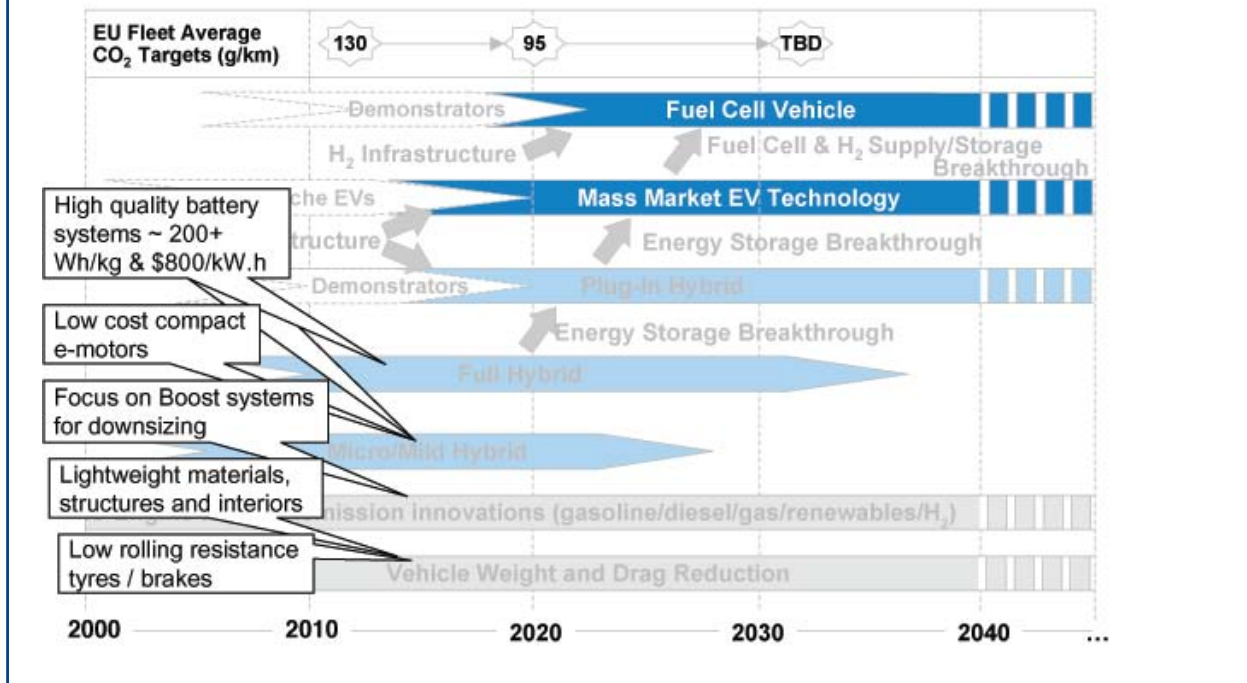 EU Fleet Average
CO₂ Targets (g/km)
130
95
TBD
Demonstrators
Fuel Cell Vehicle
H₂ Infrastructure
Fuel Cell & H₂ Supply/Storage
Breakthrough
che EVs
Mass Market EV Technology
High quality battery
systems ~ 200+
Wh/kg & $800/kW.h
tructure
Energy Storage Breakthrough
Demonstrators
Plug-In Hybrid
Low cost compact
e-motors
Energy Storage Breakthrough
Full Hybrid
Focus on Boost systems
for downsizing
Micro/Mild Hybrid
Lightweight materials,
structures and interiors
mission innovations (gasoline/diesel/gas/renewables/H₂)
Low rolling resistance
tyres / brakes
Vehicle Weight and Drag Reduction
2000
2010
2020
2030
2040
...